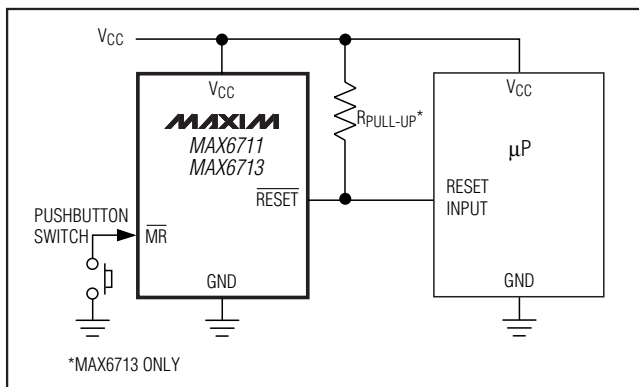 VCC
VCC
MAXIM
MAX6711
MAX6713
RESET
MR
GND
PUSHBUTTON
SWITCH
RPULL-UP*
VCC
µP
RESET
INPUT
GND
*MAX6713 ONLY